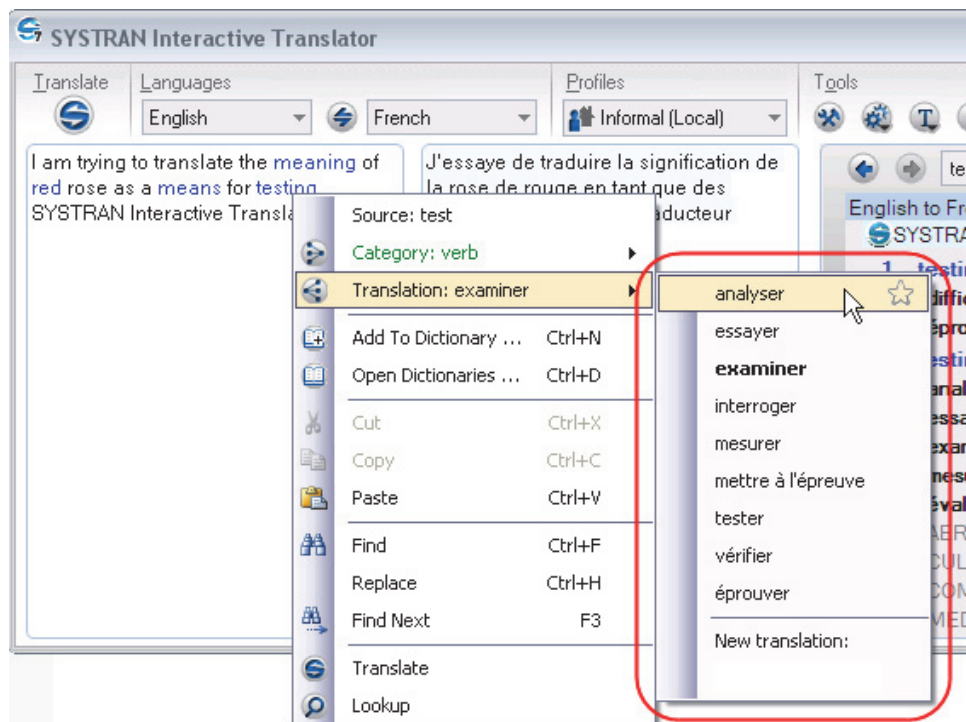 SYSTRAN Interactive Translator
Translate
Languages
Profiles
Tools
English
French
Informal (Local)
I am trying to translate the meaning of
red rose as a means for testing
SYSTRAN Interactive
J'essaye de traduire la signification de
la rose de rouge en tant que des
English to
1. testin
Source: test
Category: verb
Translation: examiner
Add To Dictionary ... Ctrl+N
Open Dictionaries ... Ctrl+D
Cut Ctrl+X
Copy Ctrl+C
Paste Ctrl+V
Find Ctrl+F
Replace Ctrl+H
Find Next F3
Translate
Lookup
analyser
essayer
examiner
interroger
mesurer
mettre à l'épreuve
tester
vérifier
éprouver
New translation: